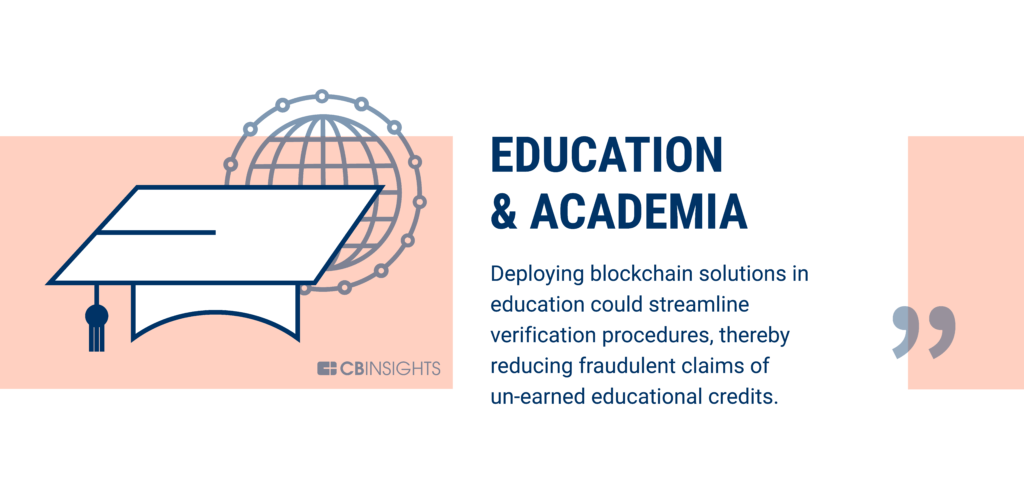 EDUCATION
& ACADEMIA
Deploying blockchain solutions in
education could streamline
verification procedures, thereby
reducing fraudulent claims of
un-earned educational credits.
”
CBINSIGHTS